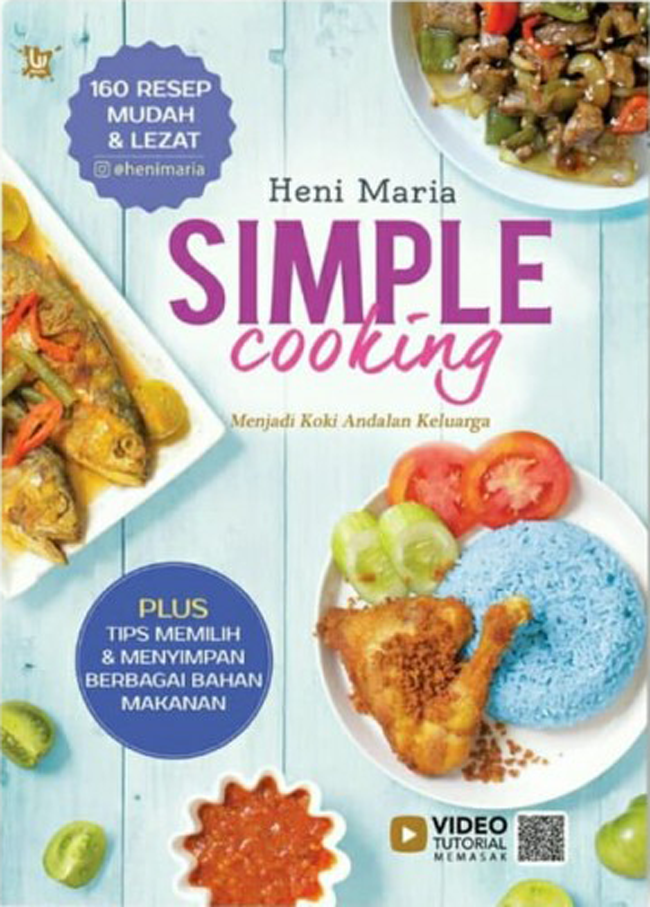 160 RESEP
MUDAH
& LEZAT
@henimaria
Heni Maria
SIMPLE
cooking
Menjadi Koki Andalan Keluarga
PLUS
TIPS MEMILIH
& MENYIMPAN
BERBAGAI BAHAN
MAKANAN
VIDEO
TUTORIAL
MEMASAK